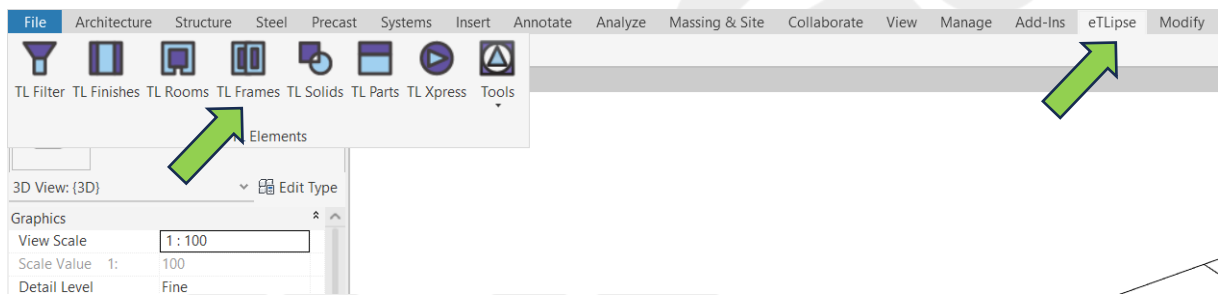 File Architecture Structure Steel Precast Systems Insert Annotate Analyze Massing & Site Collaborate View Manage Add-Ins eTLipse Modify
TL Filter TL Finishes TL Rooms TL Frames TL Solids TL Parts TL Xpress Tools
Elements
3D View: {3D} Edit Type
Graphics
View Scale 1 : 100
Scale Value 1: 100
Detail Level Fine